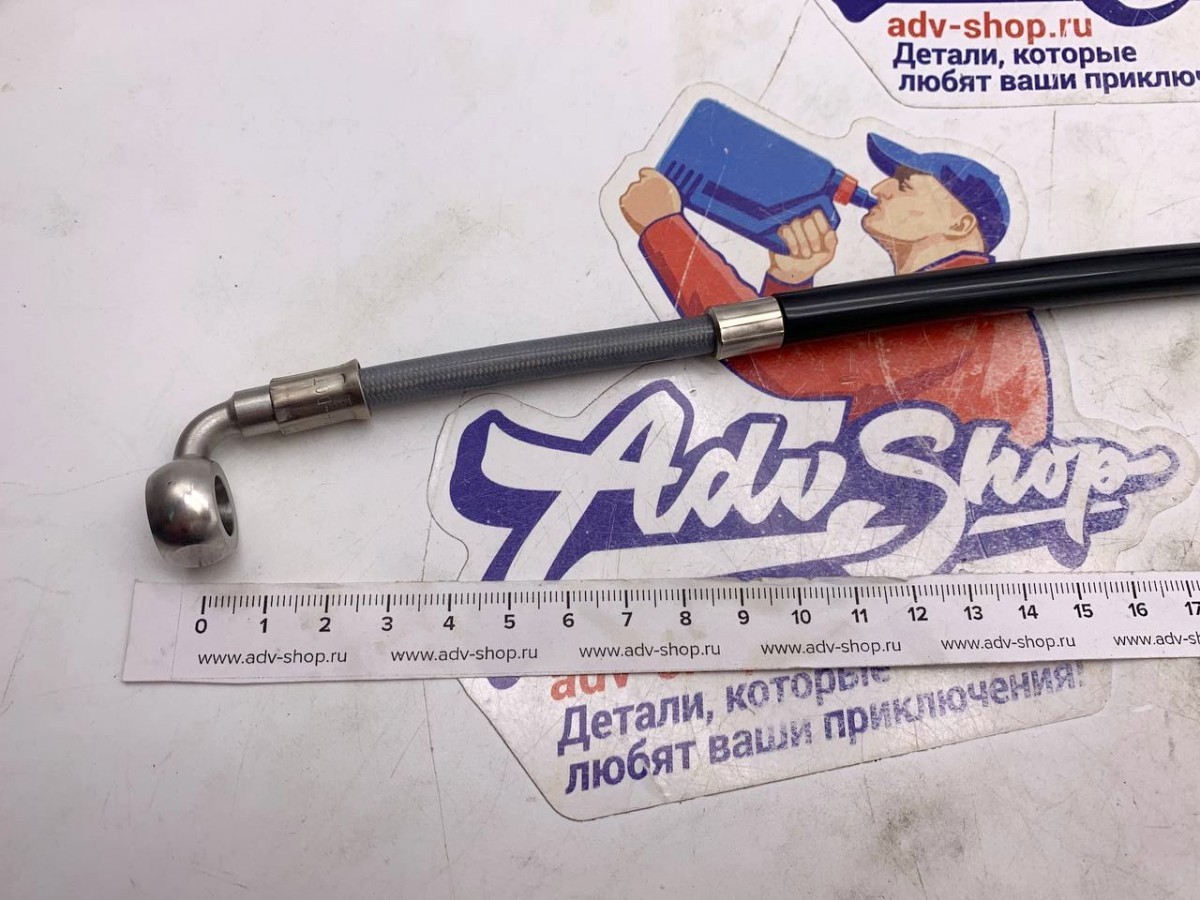 adv-shop.ru
Детали, которые
любят ваши приключ
Adv Shop
0 1 2 3 4 5 6 7 8 9 10 11 12 13 14 15 16 17
www.adv-shop.ru www.adv-shop.ru www.adv-shop.ru www.adv-shop.ru www.adv-shop.ru www.adv-s
Детали, которые
любят ваши приключения!